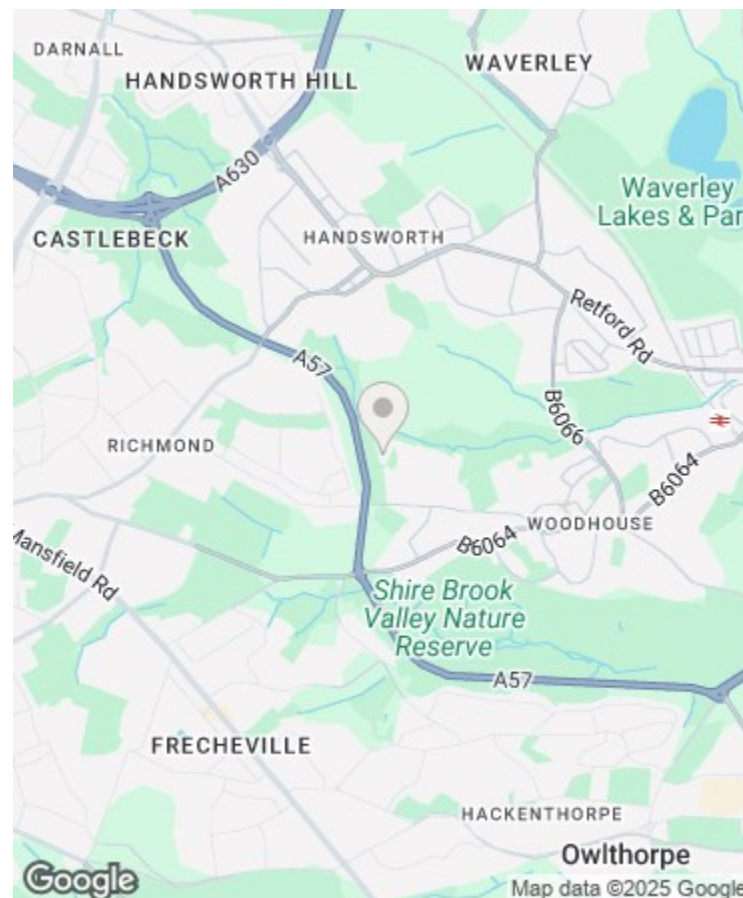 DARNALL
HANDSWORTH HILL
WAVERLEY
A630
Waverley
Lakes & Par
CASTLEBECK
HANDSWORTH
Retford Rd
A57
B6066
RICHMOND
B6064
WOODHOUSE
B6064
Mansfield Rd
Shire Brook
Valley Nature
Reserve
A57
FRECHEVILLE
HACKENTHORPE
Owlthorpe
Google
Map data ©2025 Google